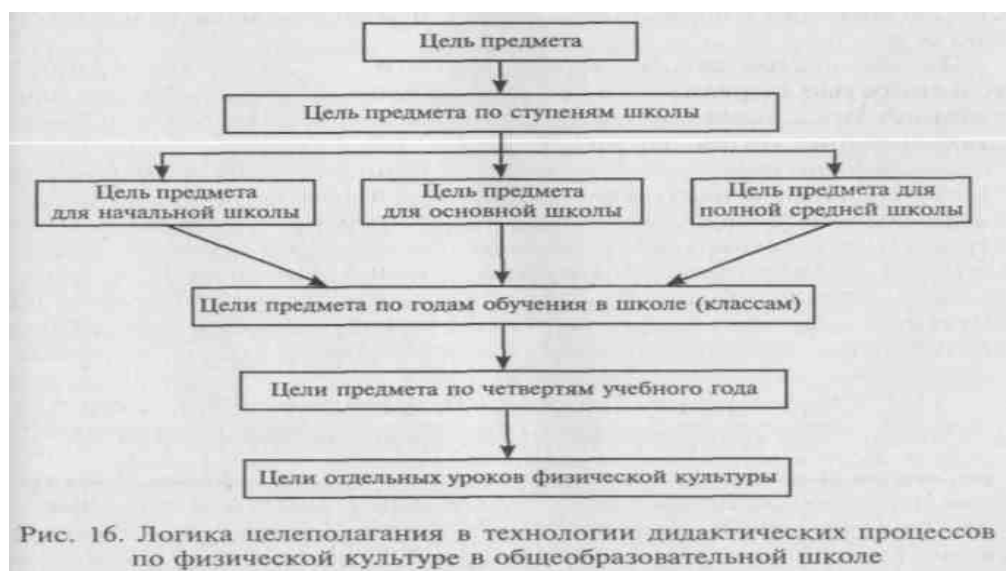 Цель предмета
Цель предмета по ступеням школы
Цель предмета
для начальной школы
Цель предмета
для основной школы
Цель предмета для
полной средней школы
Цели предмета по годам обучения в школе (классам)
Цели предмета по четвертям учебного года
Цели отдельных уроков физической культуры
Рис. 16. Логика целеполагания в технологии дидактических процессов
по физической культуре в общеобразовательной школе